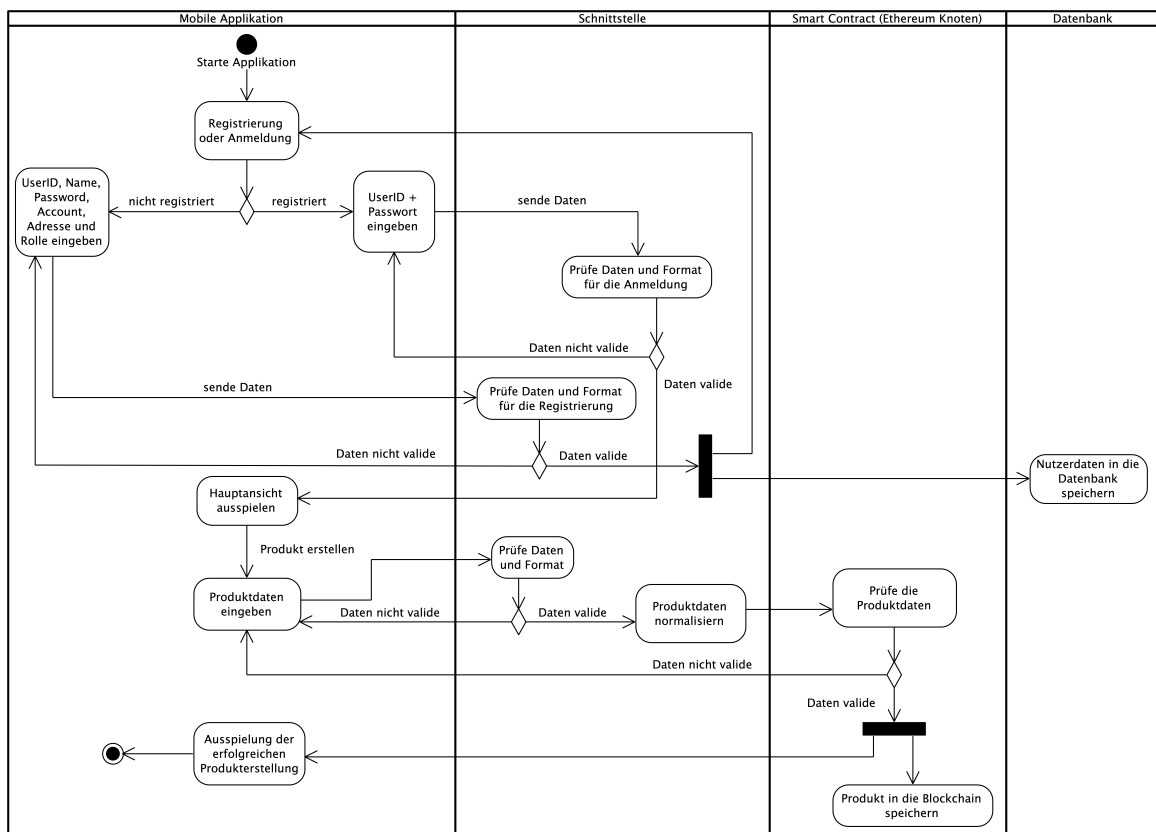 Mobile Applikation
Schnittstelle
Smart Contract (Ethereum Knoten)
Datenbank
Starte Applikation
Registrierung
oder Anmeldung
UserID, Name,
Password,
Account,
Adresse und
Rolle eingeben
nicht registriert
registriert
UserID +
Passwort
eingeben
sende Daten
Prüfe Daten und Format
für die Anmeldung
Daten nicht valide
Daten valide
sende Daten
Prüfe Daten und Format
für die Registrierung
Daten nicht valide
Daten valide
Nutzerdaten in die
Datenbank
speichern
Hauptansicht
ausspielen
Produkt erstellen
Prüfe Daten
und Format
Produktdaten
eingeben
Daten nicht valide
Daten valide
Produktdaten
normalisiern
Prüfe die
Produktdaten
Daten nicht valide
Daten valide
Ausspielung der
erfolgreichen
Produkterstellung
Produkt in die Blockchain
speichern